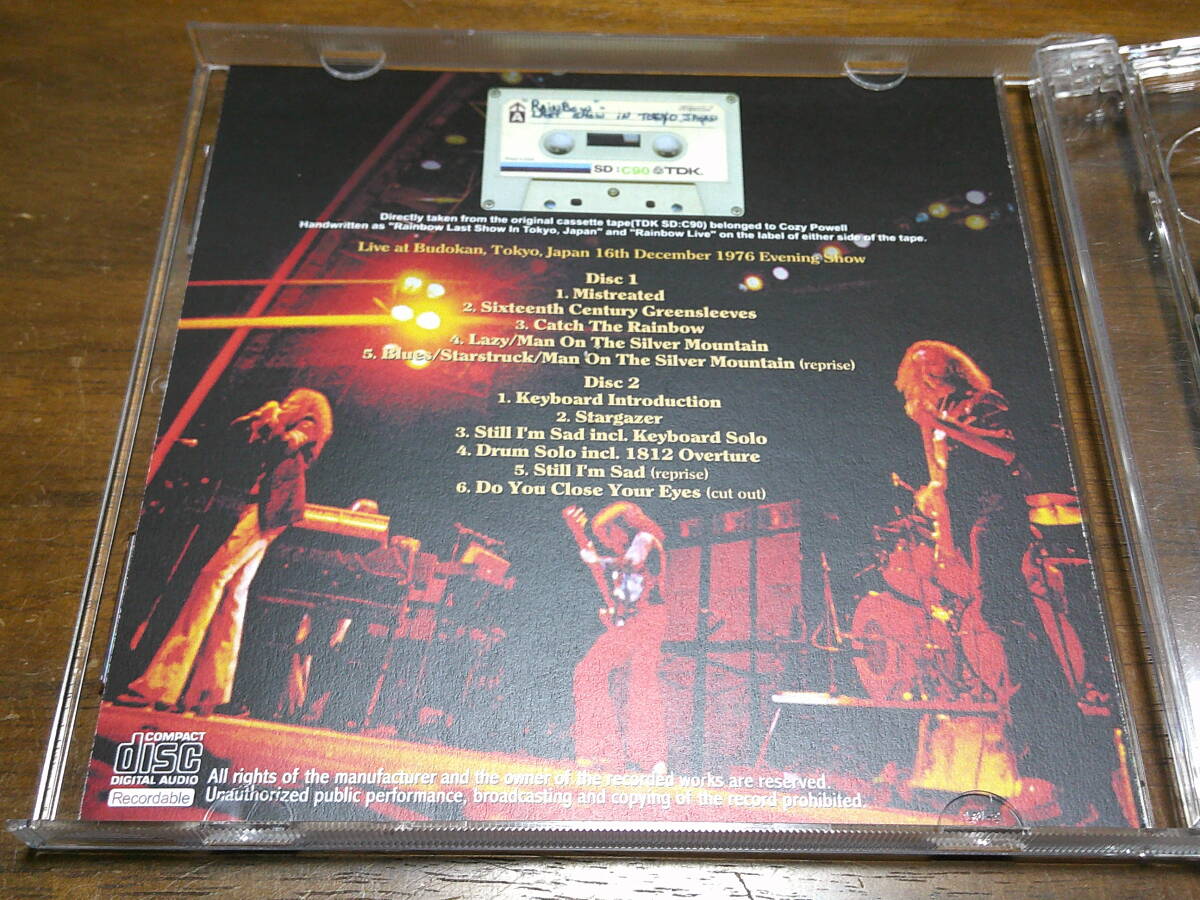 "RAINBOW" -
LAST SHOW IN TOKYO, JAPAN
A
SD:C90 TDK.
Directly taken from the original cassette tape(TDK SD:C90) belonged to Cozy Powell
Handwritten as "Rainbow Last Show In Tokyo, Japan" and "Rainbow Live" on the label of either side of the tape.
Live at Budokan, Tokyo, Japan 16th December 1976 Evening Show
Disc 1
1. Mistreated
2. Sixteenth Century Greensleeves
3. Catch The Rainbow
4. Lazy/Man On The Silver Mountain
5. Blues/Starstruck/Man On The Silver Mountain (reprise)
Disc 2
1. Keyboard Introduction
2. Stargazer
3. Still I'm Sad incl. Keyboard Solo
4. Drum Solo incl. 1812 Overture
5. Still I'm Sad (reprise)
6. Do You Close Your Eyes (cut out)
COMPACT
disc
DIGITAL AUDIO
Recordable
All rights of the manufacturer and the owner of the recorded works are reserved.
Unauthorized public performance, broadcasting and copying of the record prohibited.